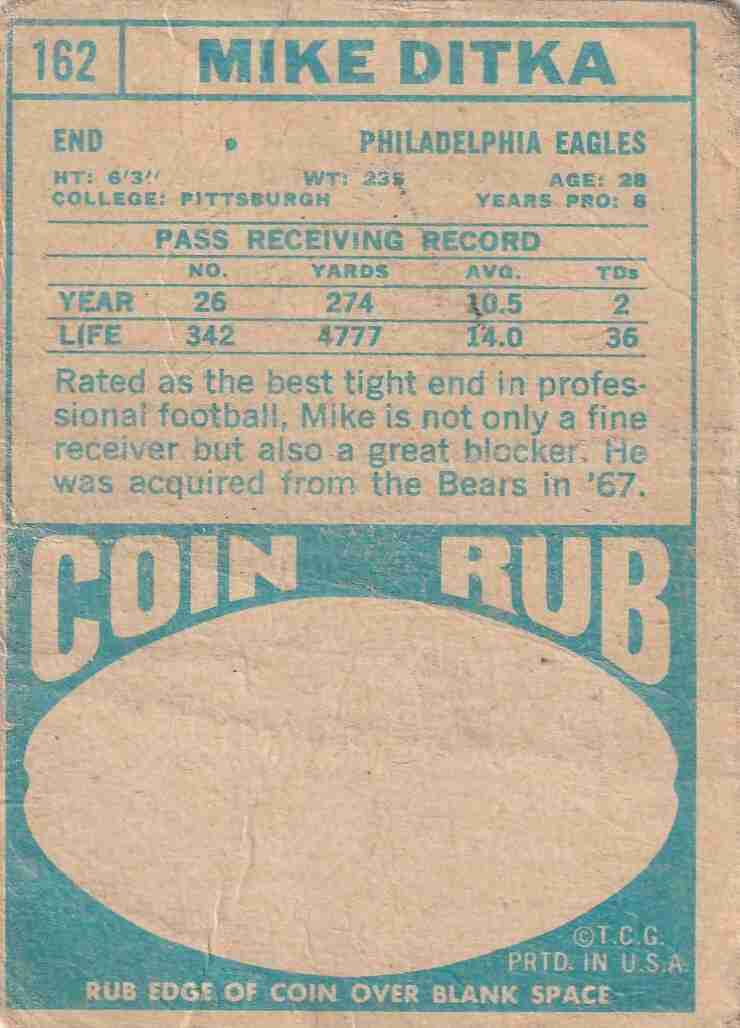 162 MIKE DITKA
END • PHILADELPHIA EAGLES
HT: 6'3" WT: 235 AGE: 28
COLLEGE: PITTSBURGH YEARS PRO: 8
PASS RECEIVING RECORD
NO. YARDS AVG. TDs
YEAR 26 274 10.5 2
LIFE 342 4777 14.0 36
Rated as the best tight end in profes-
sional football, Mike is not only a fine
receiver but also a great blocker. He
was acquired from the Bears in '67.
COIN RUB
©T.C.G.
PRTD. IN U.S.A.
RUB EDGE OF COIN OVER BLANK SPACE